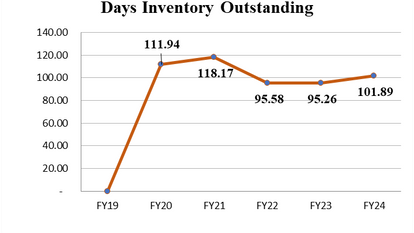 Days Inventory Outstanding
140.00
120.00
100.00
80.00
60.00
40.00
20.00
-
111.94
118.17
95.58
95.26
101.89
FY19
FY20
FY21
FY22
FY23
FY24